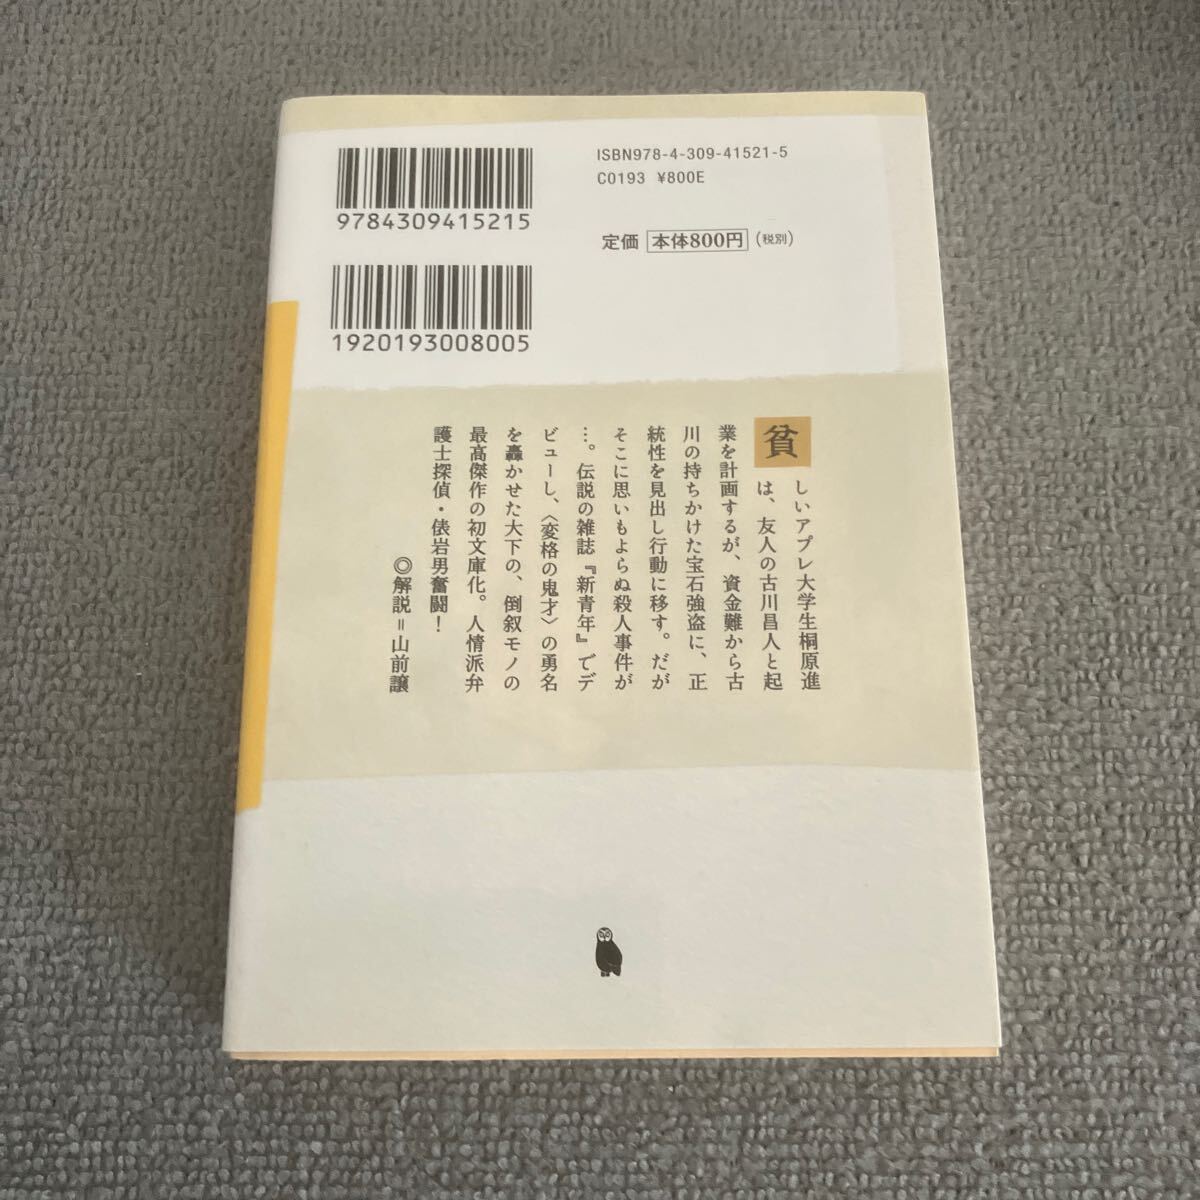 ISBN978-4-309-41521-5
C0193 ¥800E
9784309415215
定価 本体800円 (税別)
1920193008005
貧しいアプレ大学生桐原進
は、友人の古川昌人と起
業を計画するが、資金難から古
川の持ちかけた宝石強盗に、正
統性を見出し行動に移す。だが
そこに思いもよらぬ殺人事件が
…。伝説の雑誌『新青年』でデ
ビューし、〈変格の鬼才〉の勇名
を轟かせた大下の、倒叙モノの
最高傑作の初文庫化。人情派弁
護士探偵・俵岩男奮闘！
◎解説＝山前譲